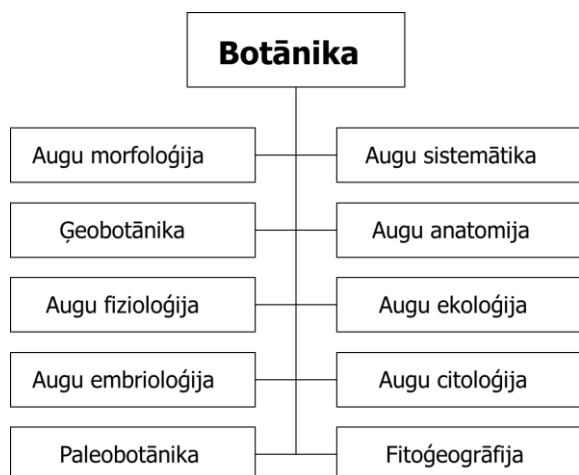 Botānika
Augu morfoloģija
Augu sistemātika
Ģeobotānika
Augu anatomija
Augu fizioloģija
Augu ekoloģija
Augu embrioloģija
Augu citoloģija
Paleobotānika
Fitoģeogrāfija